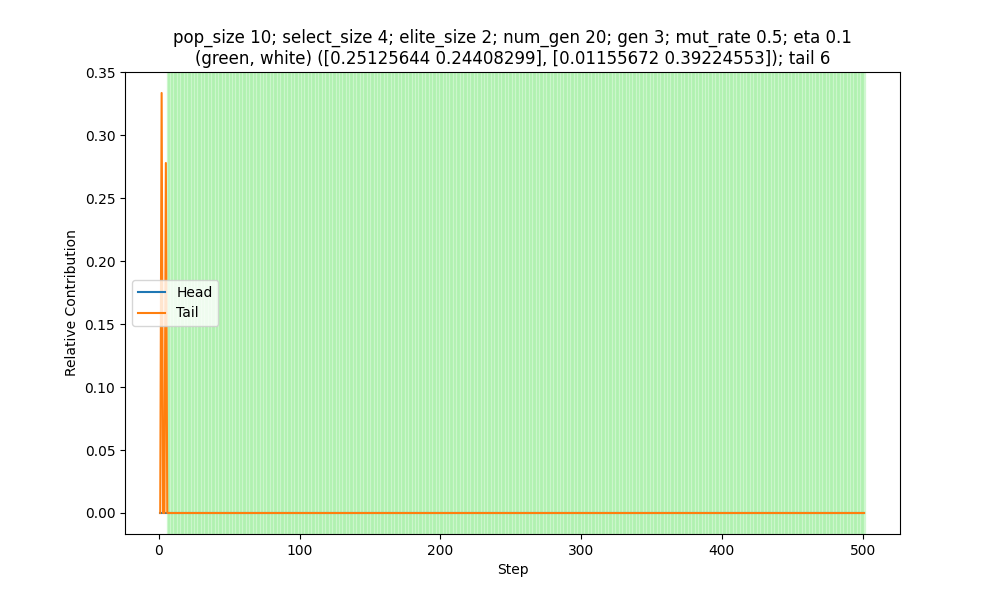 pop_size 10; select_size 4; elite_size 2; num_gen 20; gen 3; mut_rate 0.5; eta 0.1
(green, white) ([0.25125644 0.24408299], [0.01155672 0.39224553]); tail 6
0.35
0.30
0.25
0.20
0.15
0.10
0.05
0.00
Relative Contribution
Head
Tail
0 100 200 300 400 500
Step